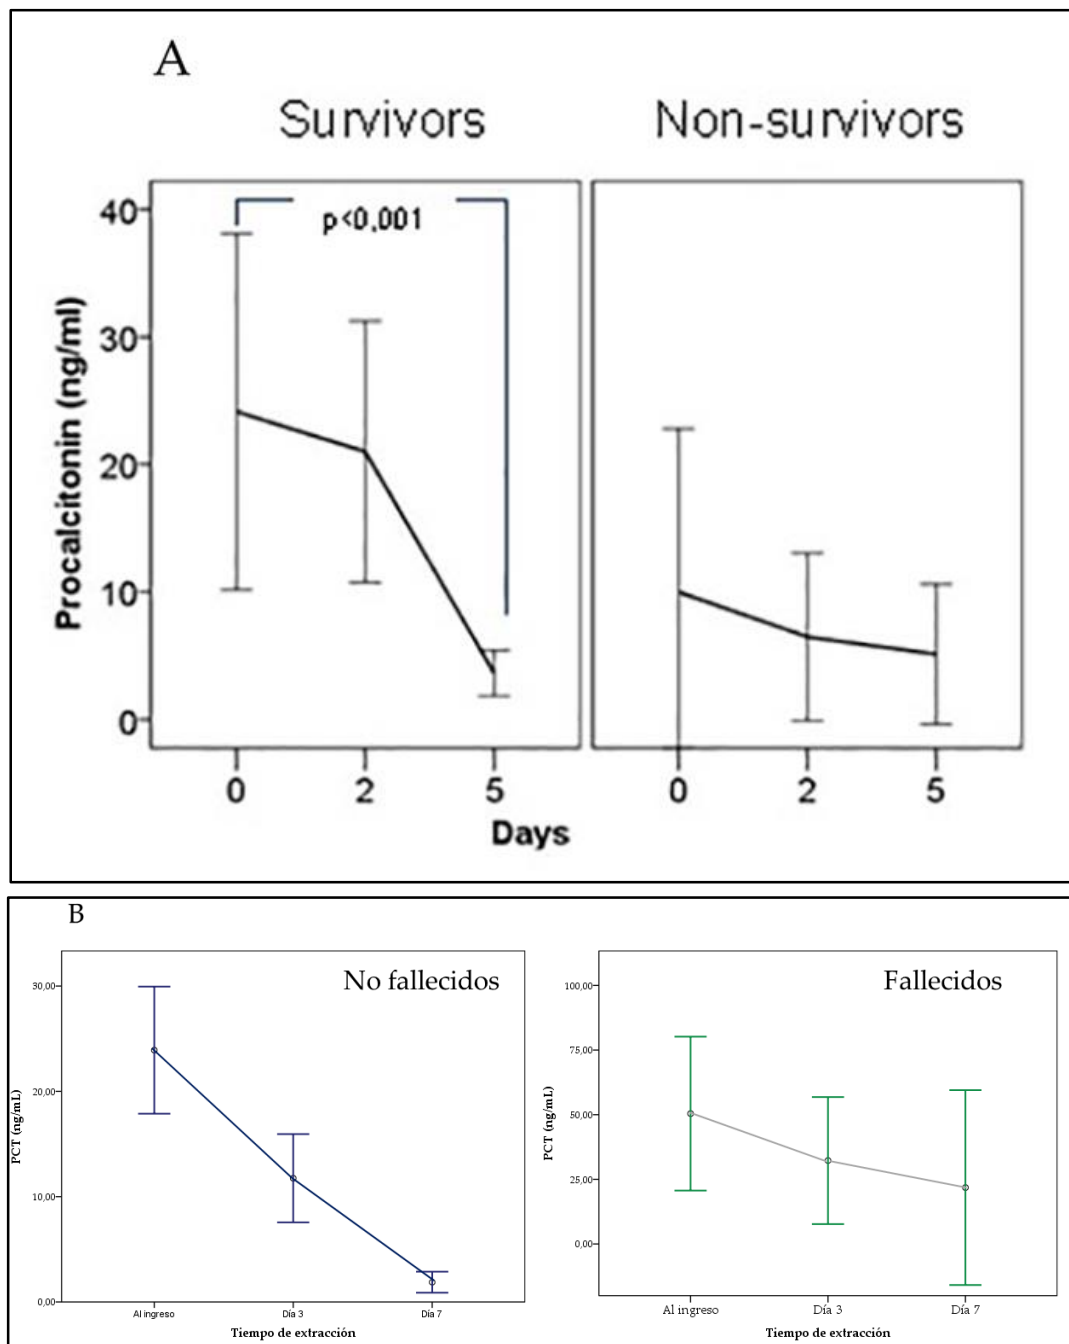 A
Survivors
Non-survivors
p<0,001
40
30
20
10
0
Procalcitonin (ng/ml)
0 2 5
0 2 5
Days
B
No fallecidos
30,00
20,00
10,00
0,00
PCT (ng/mL)
Al ingreso Día 3 Día 7
Tiempo de extracción
Fallecidos
100,00
75,00
50,00
25,00
0,00
PCT (ng/mL)
Al ingreso Día 3 Día 7
Tiempo de extracción